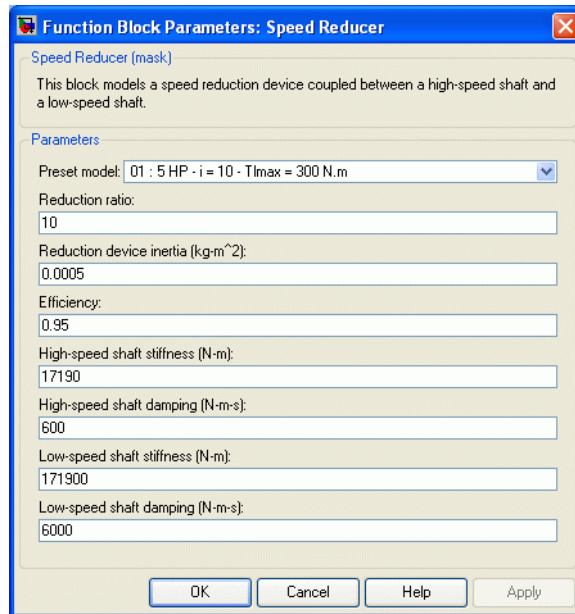 Function Block Parameters: Speed Reducer
Speed Reducer (mask)
This block models a speed reduction device coupled between a high-speed shaft and
a low-speed shaft.
Parameters
Preset model: 01 : 5 HP - i = 10 - Tlmax = 300 N.m
Reduction ratio:
10
Reduction device inertia (kg-m^2):
0.0005
Efficiency:
0.95
High-speed shaft stiffness (N-m):
17190
High-speed shaft damping (N-m-s):
600
Low-speed shaft stiffness (N-m):
171900
Low-speed shaft damping (N-m-s):
6000
OK Cancel Help Apply